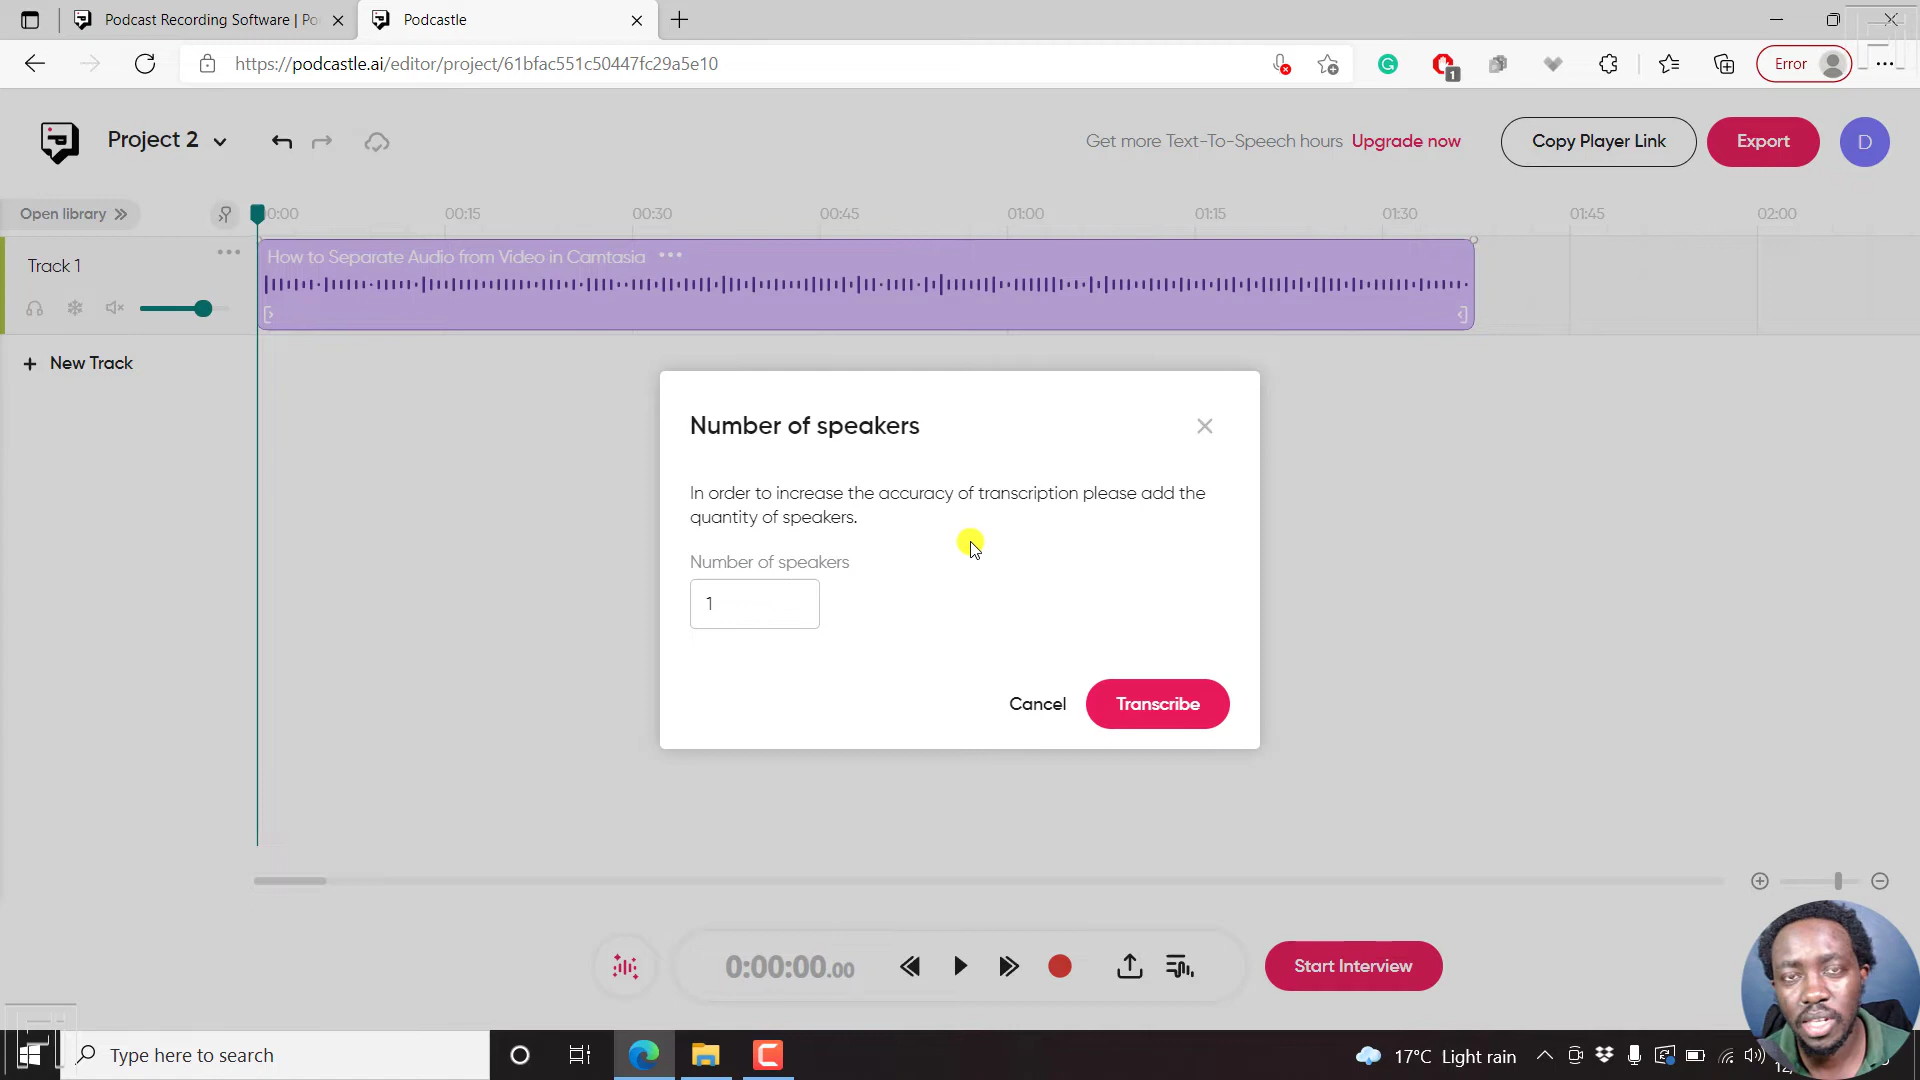 Podcast Recording Software | Po
Podcastle
https://podcastle.ai/editor/project/61bfac551c50447fc29a5e10
1
Error
Project 2
Get more Text-To-Speech hours Upgrade now
Copy Player Link
Export
D
Open library
0:00 00:15 00:30 00:45 01:00 01:15 01:30 01:45 02:00
Track 1
How to Separate Audio from Video in Camtasia
New Track
Number of speakers
In order to increase the accuracy of transcription please add the
quantity of speakers.
Number of speakers
1
Cancel
Transcribe
0:00:00.00
Start Interview
Type here to search
17°C Light rain